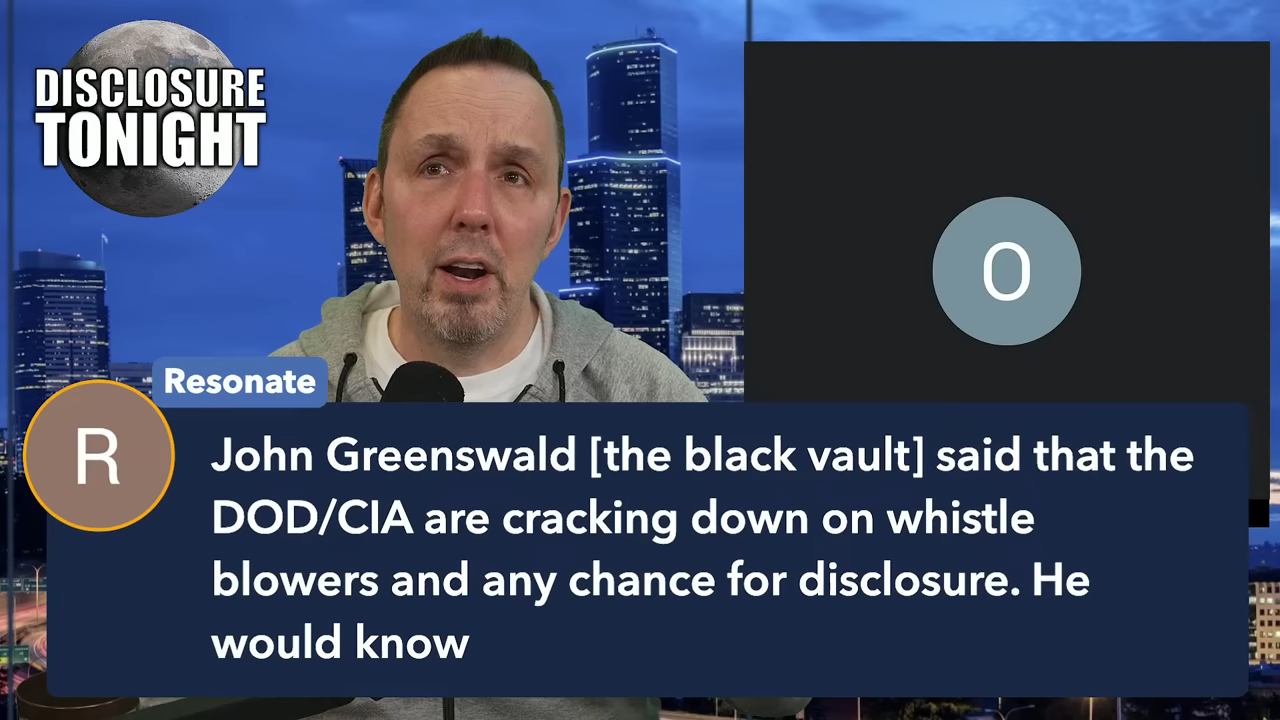 DISCLOSURE
TONIGHT
O
Resonate
R
John Greenswald [the black vault] said that the
DOD/CIA are cracking down on whistle
blowers and any chance for disclosure. He
would know